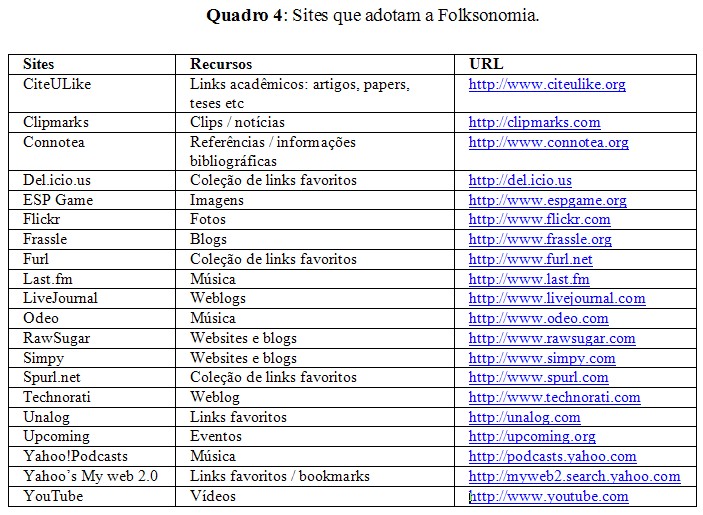 Quadro 4: Sites que adotam a Folksonomia.
Sites Recursos URL
CiteULike Links acadêmicos: artigos, papers, http://www.citeulike.org
teses etc
Clipmarks Clips / notícias http://clipmarks.com
Connotea Referências / informações http://www.connotea.org
bibliográficas
Del.icio.us Coleção de links favoritos http://del.icio.us
ESP Game Imagens http://www.espgame.org
Flickr Fotos http://www.flickr.com
Frassle Blogs http://www.frassle.org
Furl Coleção de links favoritos http://www.furl.net
Last.fm Música http://www.last.fm
LiveJournal Weblogs http://www.livejournal.com
Odeo Música http://www.odeo.com
RawSugar Websites e blogs http://www.rawsugar.com
Simpy Websites e blogs http://www.simpy.com
Spurl.net Coleção de links favoritos http://www.spurl.com
Technorati Weblog http://www.technorati.com
Unalog Links favoritos http://unalog.com
Upcoming Eventos http://upcoming.org
Yahoo!Podcasts Música http://podcasts.yahoo.com
Yahoo's My web 2.0 Links favoritos / bookmarks http://myweb2.search.yahoo.com
YouTube Vídeos http://www.youtube.com